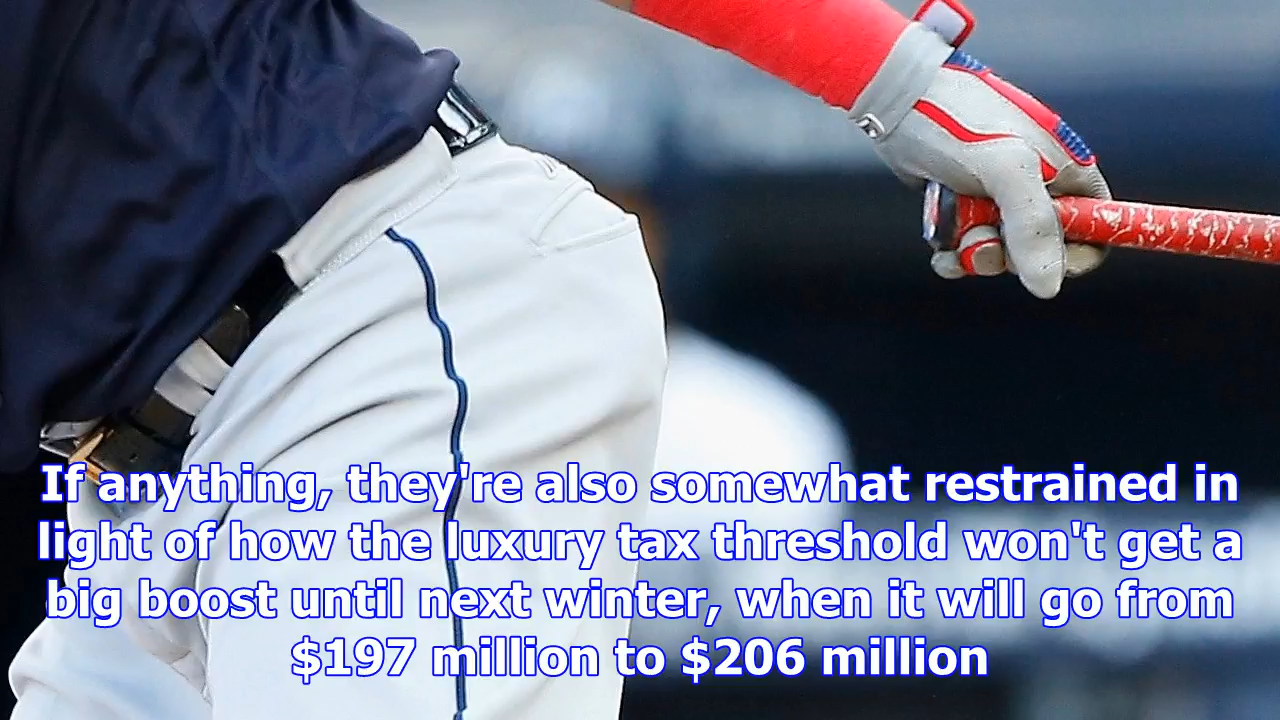 If anything, they're also somewhat restrained in
light of how the luxury tax threshold won't get a
big boost until next winter, when it will go from
$197 million to $206 million